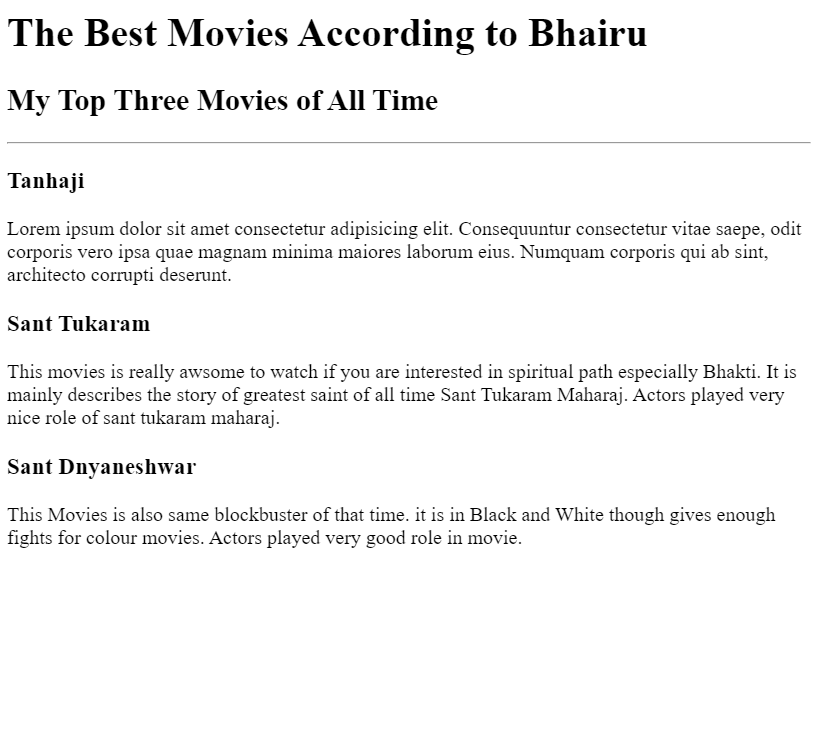 The Best Movies According to Bhairu
My Top Three Movies of All Time
Tanhaji
Lorem ipsum dolor sit amet consectetur adipisicing elit. Consequuntur consectetur vitae saepe, odit
corporis vero ipsa quae magnam minima maiores laborum eius. Numquam corporis qui ab sint,
architecto corrupti deserunt.
Sant Tukaram
This movies is really awsome to watch if you are interested in spiritual path especially Bhakti. It is
mainly describes the story of greatest saint of all time Sant Tukaram Maharaj. Actors played very
nice role of sant tukaram maharaj.
Sant Dnyaneshwar
This Movies is also same blockbuster of that time. it is in Black and White though gives enough
fights for colour movies. Actors played very good role in movie.